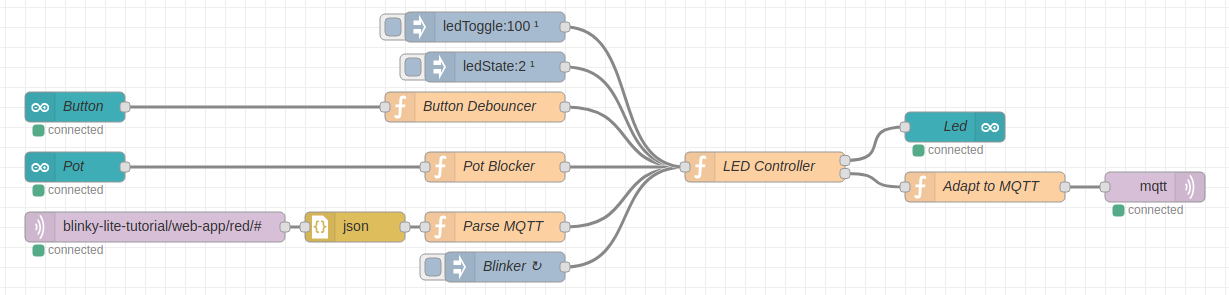 ledToggle:100 ¹
ledState:2 ¹
Button
connected
Button Debouncer
Pot
connected
Pot Blocker
LED Controller
Led
connected
Adapt to MQTT
mqtt
connected
blinky-lite-tutorial/web-app/red/#
connected
json
Parse MQTT
Blinker ↻